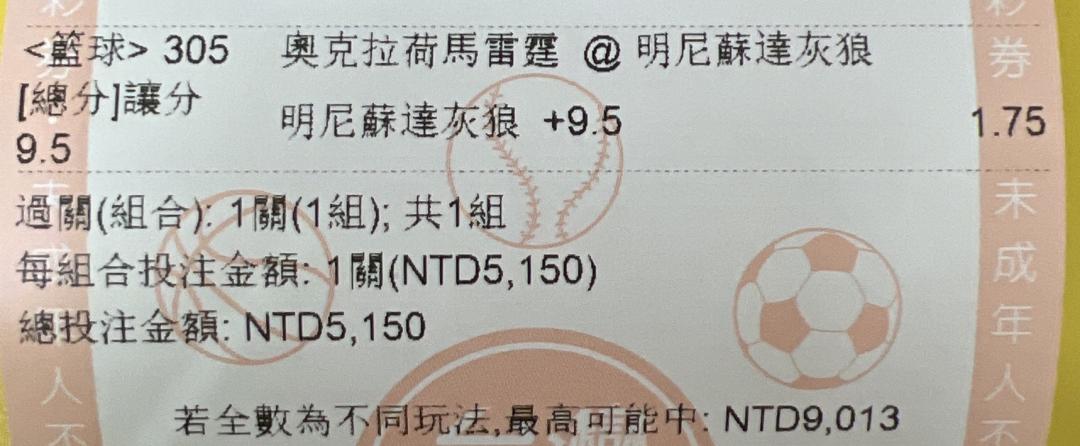 <籃球> 305 奧克拉荷馬雷霆 @ 明尼蘇達灰狼
[總分]讓分
9.5
明尼蘇達灰狼 +9.5 1.75
過關(組合): 1關(1組); 共1組
每組合投注金額: 1關(NTD5,150)
總投注金額: NTD5,150
若全數為不同玩法,最高可能中: NTD9,013
彩券
未成年人不